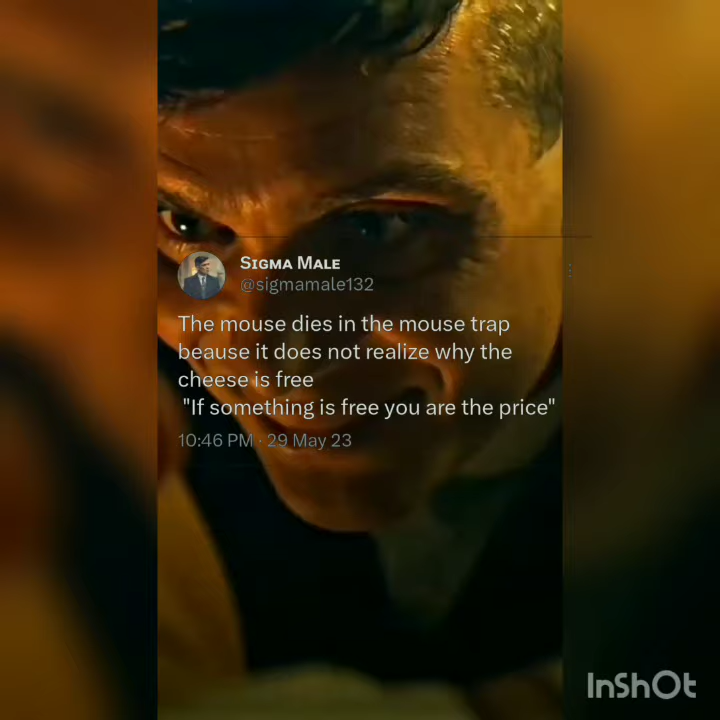 Sigma Male
@sigmamale132
The mouse dies in the mouse trap
beause it does not realize why the
cheese is free
"If something is free you are the price"
10:46 PM · 29 May 23
InShOt